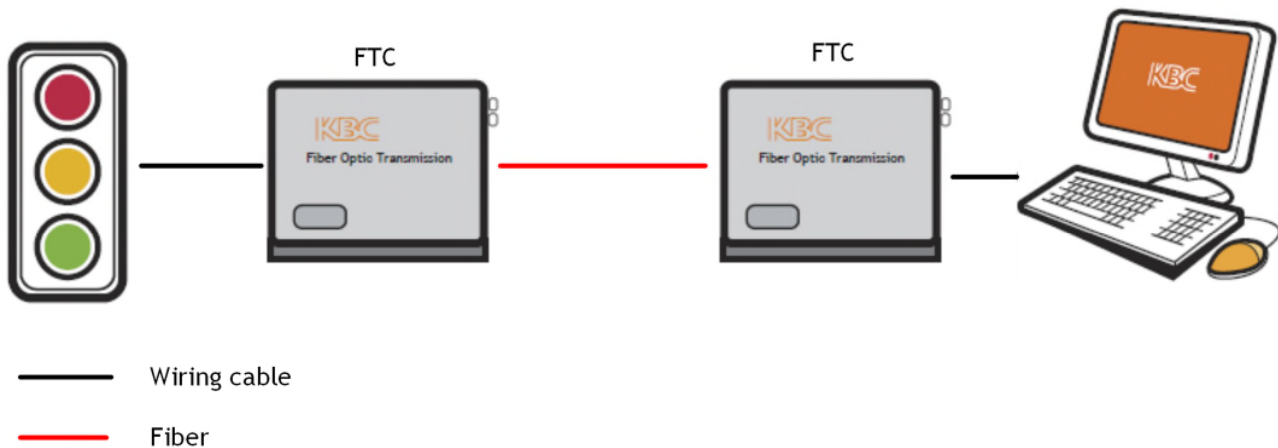 FTC
FTC
KBC
Fiber Optic Transmission
KBC
Fiber Optic Transmission
KBC
Wiring cable
Fiber